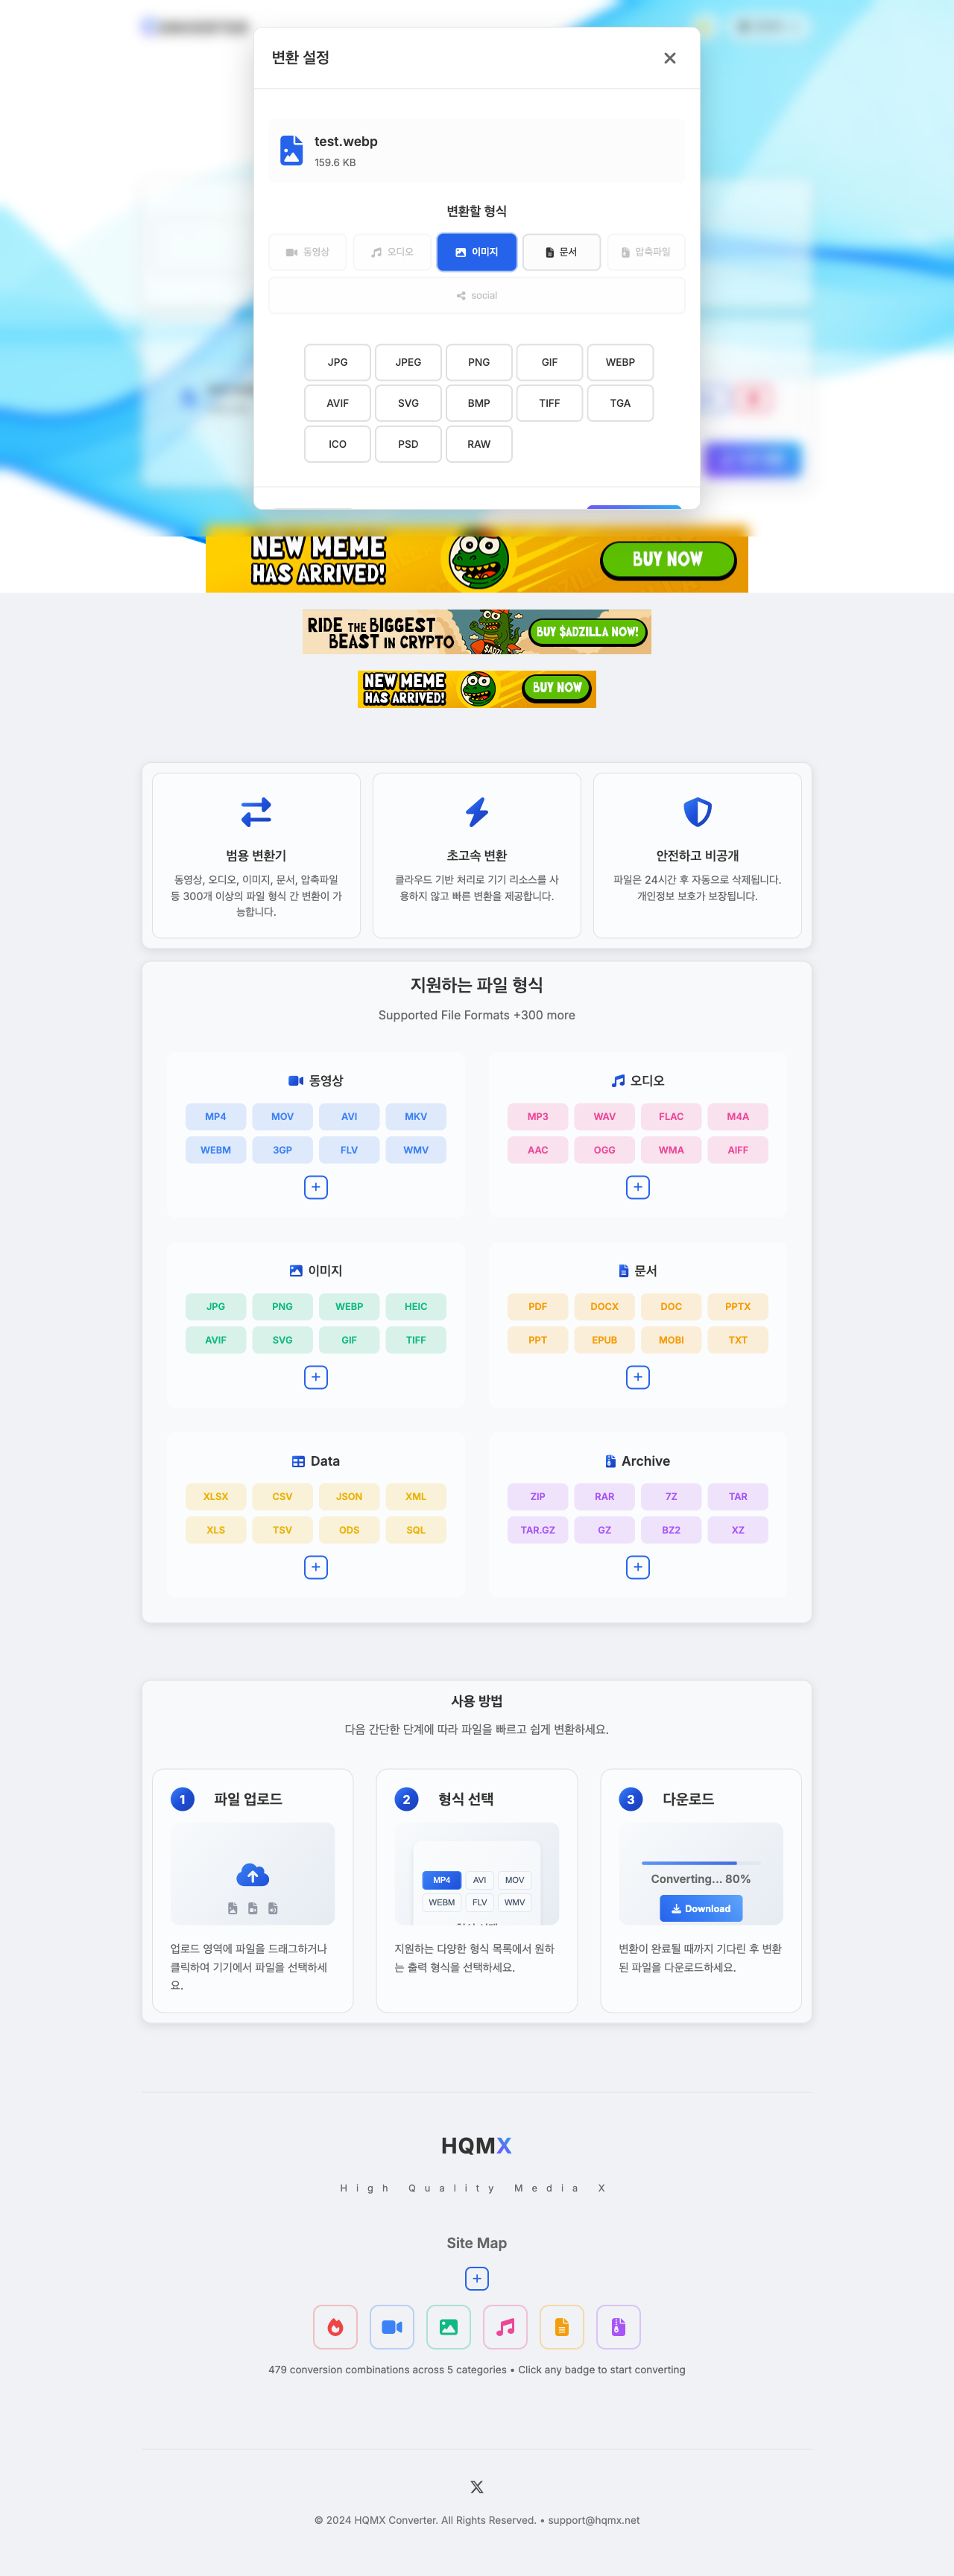 변환 설정
test.webp
159.6 KB
변환할 형식
동영상
오디오
이미지
문서
압축파일
social
JPG
JPEG
PNG
GIF
WEBP
AVIF
SVG
BMP
TIFF
TGA
ICO
PSD
RAW
NEW MEME
HAS ARRIVED!
BUY NOW
RIDE THE BIGGEST
BEAST IN CRYPTO
BUY $ADZILLA NOW!
NEW MEME
HAS ARRIVED!
BUY NOW
범용 변환기
동영상, 오디오, 이미지, 문서, 압축파일
등 300개 이상의 파일 형식 간 변환이 가
능합니다.
초고속 변환
클라우드 기반 처리로 기기 리소스를 사
용하지 않고 빠른 변환을 제공합니다.
안전하고 비공개
파일은 24시간 후 자동으로 삭제됩니다.
개인정보 보호가 보장됩니다.
지원하는 파일 형식
Supported File Formats +300 more
동영상
MP4
MOV
AVI
MKV
WEBM
3GP
FLV
WMV
오디오
MP3
WAV
FLAC
M4A
AAC
OGG
WMA
AIFF
이미지
JPG
PNG
WEBP
HEIC
AVIF
SVG
GIF
TIFF
문서
PDF
DOCX
DOC
PPTX
PPT
EPUB
MOBI
TXT
Data
XLSX
CSV
JSON
XML
XLS
TSV
ODS
SQL
Archive
ZIP
RAR
7Z
TAR
TAR.GZ
GZ
BZ2
XZ
사용 방법
다음 간단한 단계에 따라 파일을 빠르고 쉽게 변환하세요.
1
파일 업로드
업로드 영역에 파일을 드래그하거나
클릭하여 기기에서 파일을 선택하세
요.
2
형식 선택
MP4
AVI
MOV
WEBM
FLV
WMV
지원하는 다양한 형식 목록에서 원하
는 출력 형식을 선택하세요.
3
다운로드
Converting... 80%
Download
변환이 완료될 때까지 기다린 후 변환
된 파일을 다운로드하세요.
HQMX
High Quality Media X
Site Map
479 conversion combinations across 5 categories • Click any badge to start converting
© 2024 HQMX Converter. All Rights Reserved. • support@hqmx.net